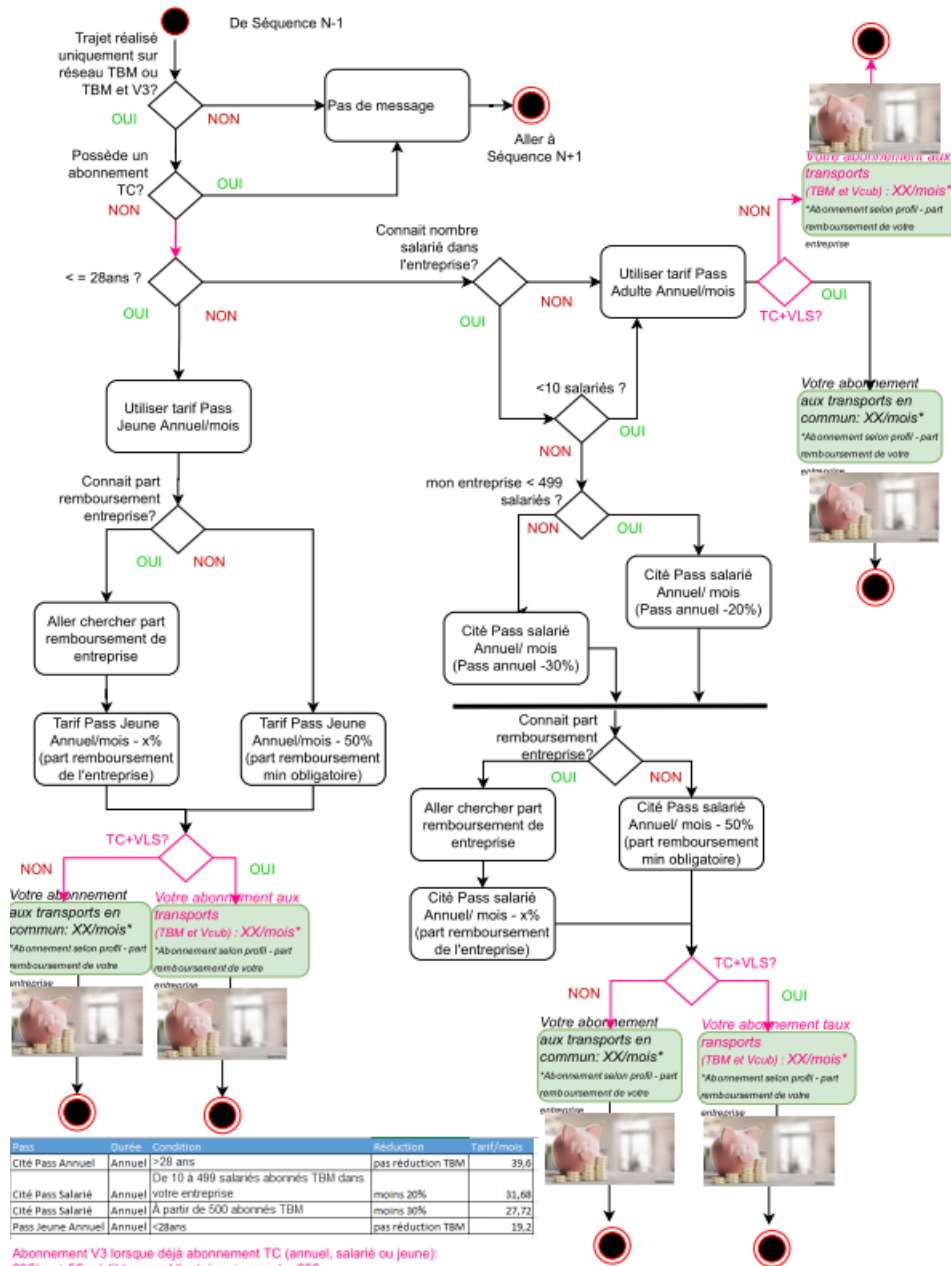 De Séquence N-1
Trajet réalisé
uniquement sur
réseau TBM ou
TBM et V3?
OUI
NON
Pas de message
Aller à
Séquence N+1
Possède un
abonnement
TC?
OUI
NON
< = 28ans ?
OUI
NON
Connait nombre
salarié dans
l'entreprise?
NON
OUI
Utiliser tarif Pass
Adulte Annuel/mois
TC+VLS?
NON
OUI
Votre abonnement aux
transports
(TBM et Vcub) : XX/mois*
*Abonnement selon profil - part
remboursement de votre
entreprise
Votre abonnement
aux transports en
commun: XX/mois*
*Abonnement selon profil - part
remboursement de votre
entreprise
<10 salariés ?
OUI
NON
mon entreprise < 499
salariés ?
NON
OUI
Cité Pass salarié
Annuel/ mois
(Pass annuel -20%)
Cité Pass salarié
Annuel/ mois
(Pass annuel -30%)
Connait part
remboursement
entreprise?
OUI
NON
Aller chercher part
remboursement de
entreprise
Cité Pass salarié
Annuel/ mois - 50%
(part remboursement
min obligatoire)
Cité Pass salarié
Annuel/ mois - x%
(part remboursement
de l'entreprise)
TC+VLS?
NON
OUI
Votre abonnement
aux transports en
commun: XX/mois*
*Abonnement selon profil - part
remboursement de votre
entreprise
Votre abonnement taux
ransports
(TBM et Vcub) : XX/mois*
*Abonnement selon profil - part
remboursement de votre
entreprise
Utiliser tarif Pass
Jeune Annuel/mois
Connait part
remboursement
entreprise?
OUI
NON
Aller chercher part
remboursement de
entreprise
Tarif Pass Jeune
Annuel/mois - x%
(part remboursement
de l'entreprise)
Tarif Pass Jeune
Annuel/mois - 50%
(part remboursement
min obligatoire)
TC+VLS?
NON
OUI
Votre abonnement
aux transports en
commun: XX/mois*
*Abonnement selon profil - part
remboursement de votre
entreprise
Votre abonnement aux
transports
(TBM et Vcub) : XX/mois*
*Abonnement selon profil - part
remboursement de votre
entreprise
Pass Durée Condition Réduction Tarif/mois
Cité Pass Annuel Annuel >28 ans pas réduction TBM 39,6
De 10 à 499 salariés abonnés TBM dans
Cité Pass Salarié Annuel votre entreprise moins 20% 31,68
Cité Pass Salarié Annuel À partir de 500 abonnés TBM moins 30% 27,72
Pass Jeune Annuel Annuel <28ans pas réduction TBM 19,2
Abonnement V3 lorsque déjà abonnement TC (annuel, salarié ou jeune):